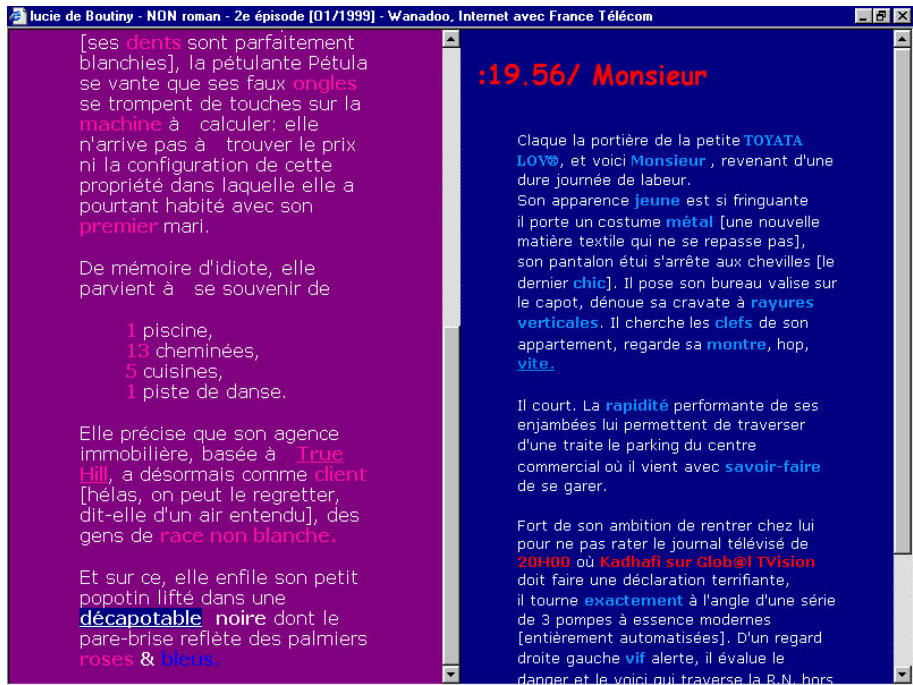 lucie de Boutiny - NON roman - 2e épisode [01/1999] - Wanadoo, Internet avec France Télécom
[ses dents sont parfaitement
blanchies], la pétulante Pétula
se vante que ses faux ongles
se trompent de touches sur la
machine à calculer: elle
n'arrive pas à trouver le prix
ni la configuration de cette
propriété dans laquelle elle a
pourtant habité avec son
premier mari.
De mémoire d'idiote, elle
parvient à se souvenir de
1 piscine,
13 cheminées,
5 cuisines,
1 piste de danse.
Elle précise que son agence
immobilière, basée à True
Hill, a désormais comme client
[hélas, on peut le regretter,
dit-elle d'un air entendu], des
gens de race non blanche.
Et sur ce, elle enfile son petit
popotin lifté dans une
décapotable noire dont le
pare-brise reflète des palmiers
roses & bleus.
:19.56/ Monsieur
Claque la portière de la petite TOYATA
LOV®, et voici Monsieur , revenant d'une
dure journée de labeur.
Son apparence jeune est si fringuante
il porte un costume métal [une nouvelle
matière textile qui ne se repasse pas],
son pantalon étui s'arrête aux chevilles [le
dernier chic]. Il pose son bureau valise sur
le capot, dénoue sa cravate à rayures
verticales. Il cherche les clefs de son
appartement, regarde sa montre, hop,
vite.
Il court. La rapidité performante de ses
enjambées lui permettent de traverser
d'une traite le parking du centre
commercial où il vient avec savoir-faire
de se garer.
Fort de son ambition de rentrer chez lui
pour ne pas rater le journal télévisé de
20H00 où Kadhafi sur Glob@l TVision
doit faire une déclaration terrifiante,
il tourne exactement à l'angle d'une série
de 3 pompes à essence modernes
[entièrement automatisées]. D'un regard
droite gauche vif alerte, il évalue le
danger et le voici qui traverse la R.N. hors